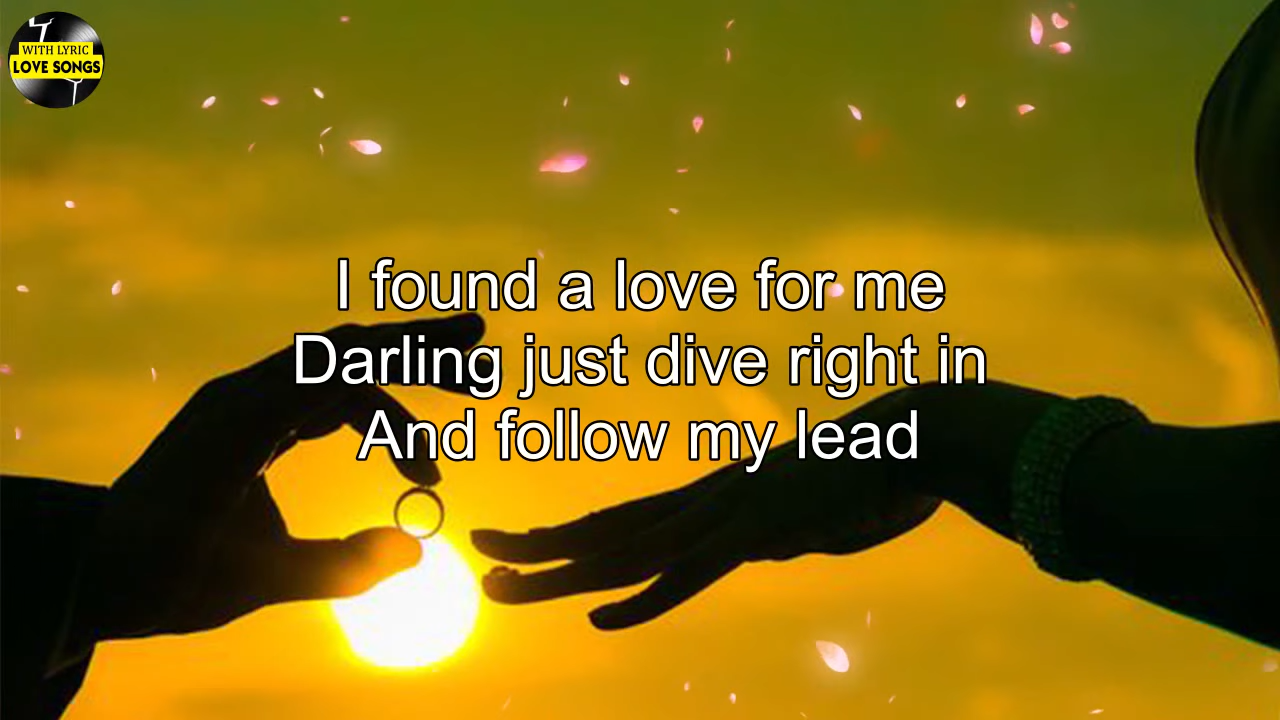 WITH LYRIC
LOVE SONGS
I found a love for me
Darling just dive right in
And follow my lead